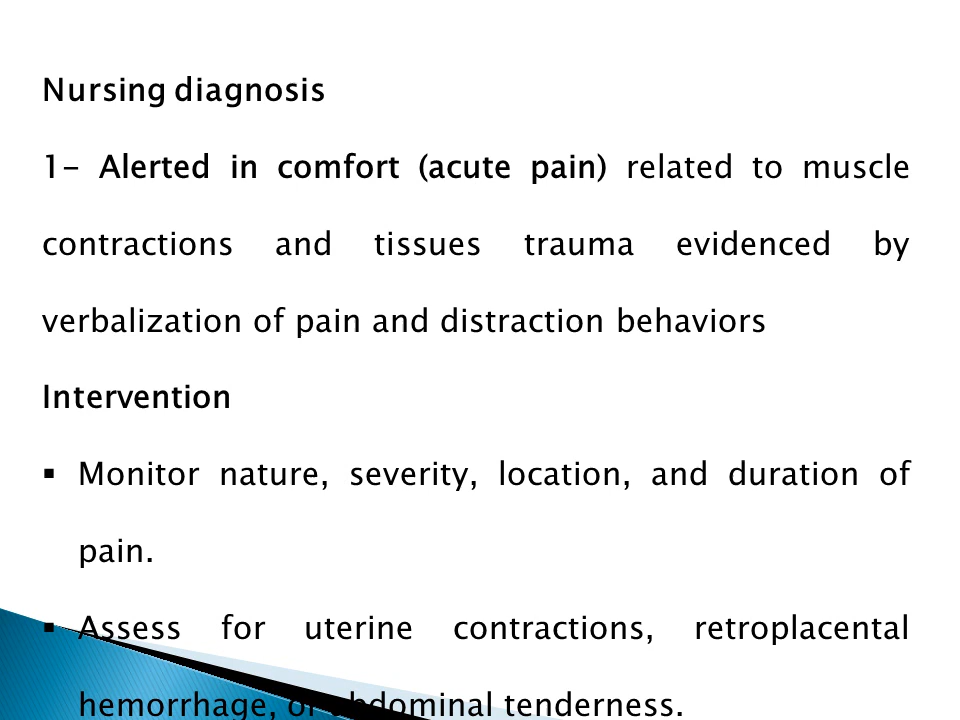 Nursing diagnosis
1- Alerted in comfort (acute pain) related to muscle
contractions and tissues trauma evidenced by
verbalization of pain and distraction behaviors
Intervention
▪ Monitor nature, severity, location, and duration of
pain.
▪ Assess for uterine contractions, retroplacental
hemorrhage, or abdominal tenderness.